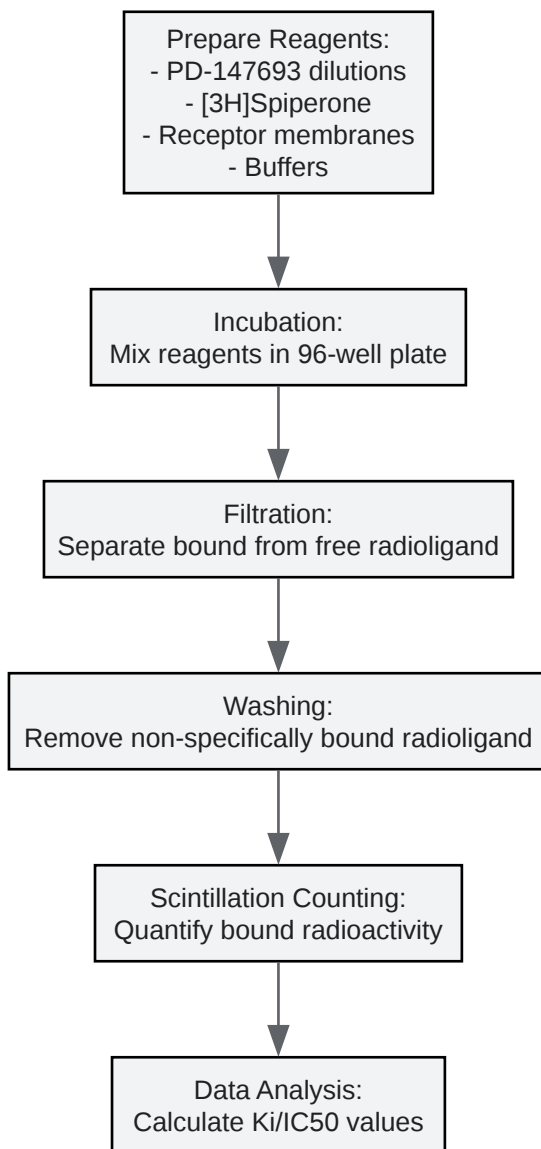 Prepare Reagents:
- PD-147693 dilutions
- [3H]Spiperone
- Receptor membranes
- Buffers
Incubation:
Mix reagents in 96-well plate
Filtration:
Separate bound from free radioligand
Washing:
Remove non-specifically bound radioligand
Scintillation Counting:
Quantify bound radioactivity
Data Analysis:
Calculate Ki/IC50 values